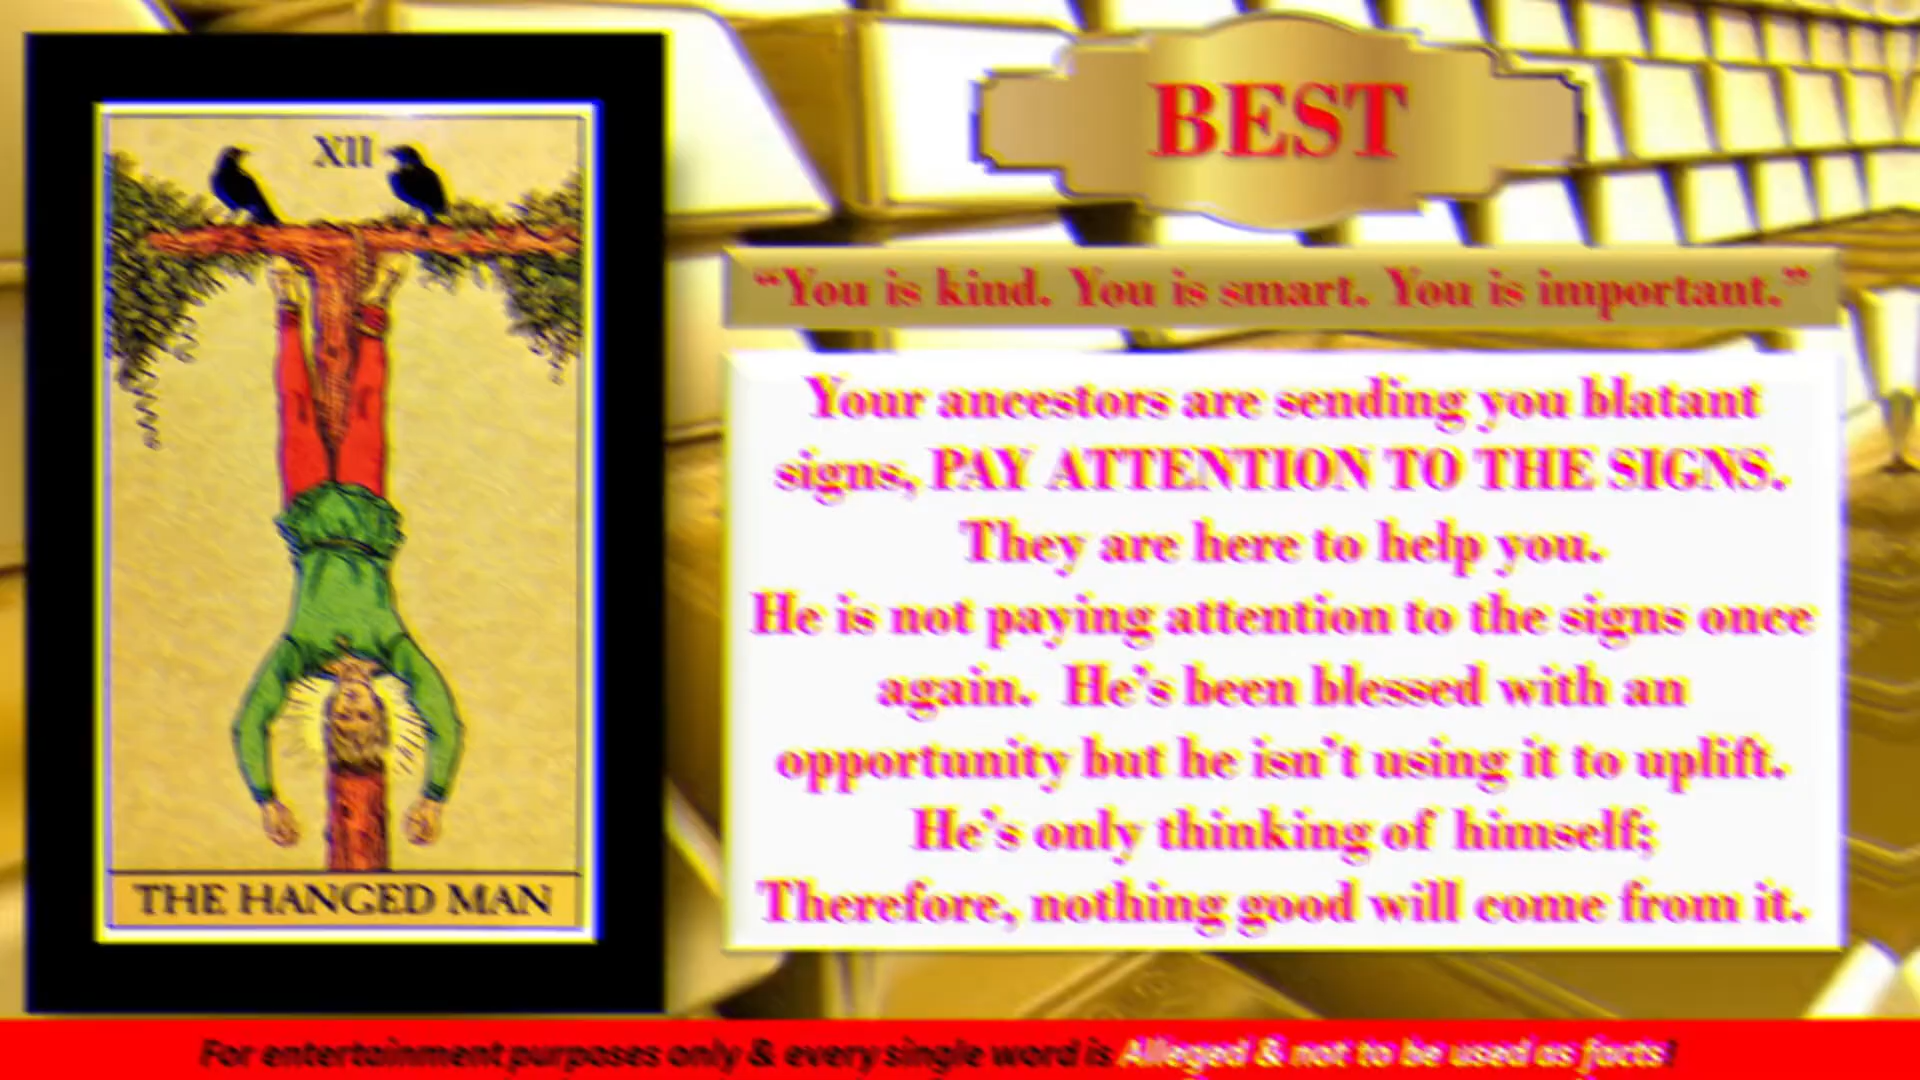 XII
THE HANGED MAN
BEST
“You is kind. You is smart. You is important.”
Your ancestors are sending you blatant
signs, PAY ATTENTION TO THE SIGNS.
They are here to help you.
He is not paying attention to the signs once
again. He’s been blessed with an
opportunity but he isn’t using it to uplift.
He’s only thinking of himself;
Therefore, nothing good will come from it.
For entertainment purposes only & every single word is Alleged & not to be used as facts!